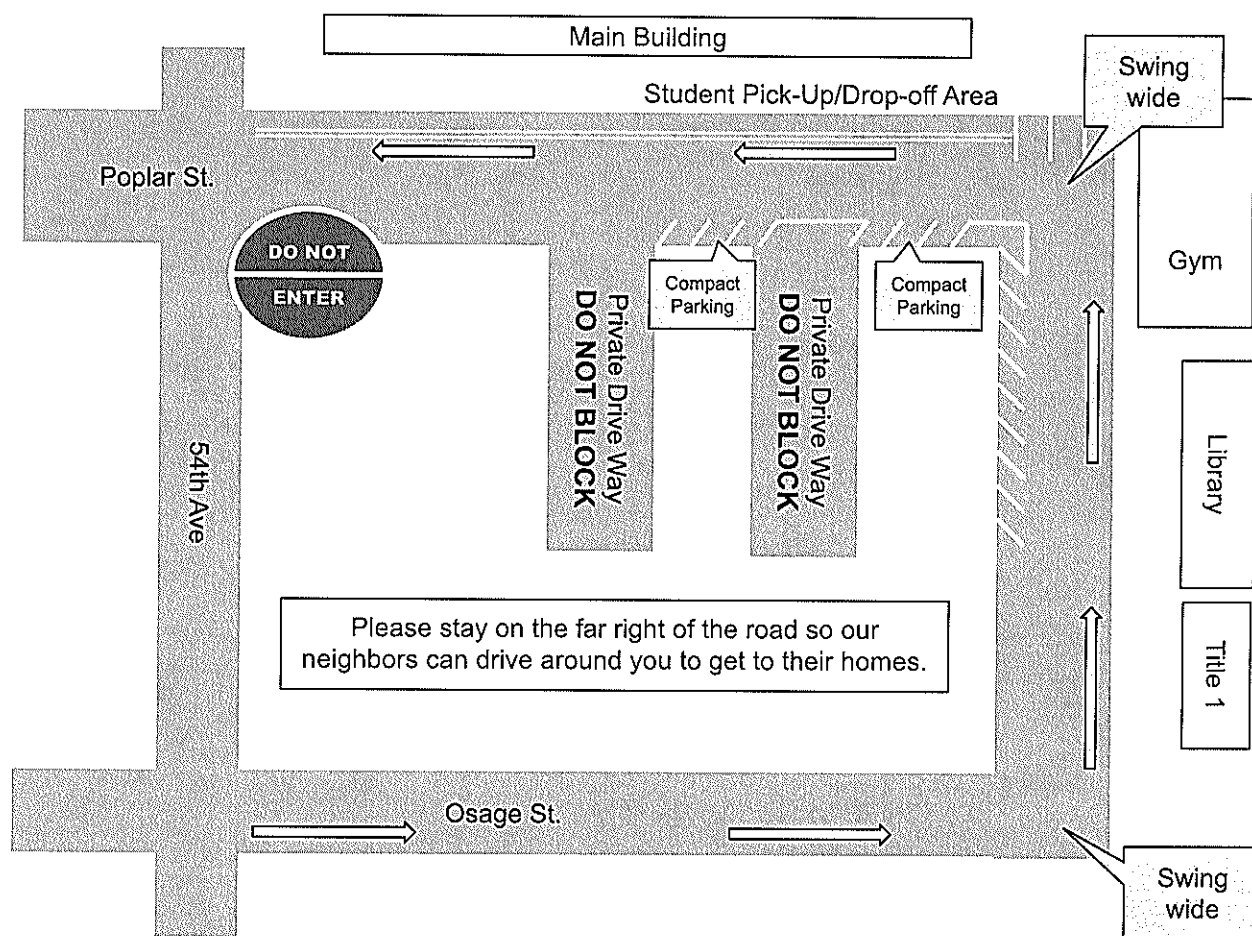 Main Building
Swing
wide
Student Pick-Up/Drop-off Area
Poplar St.
DO NOT
ENTER
Compact
Parking
Compact
Parking
Gym
Private Drive Way
DO NOT BLOCK
Private Drive Way
DO NOT BLOCK
54th Ave
Library
Please stay on the far right of the road so our
neighbors can drive around you to get to their homes.
Title 1
Osage St.
Swing
wide